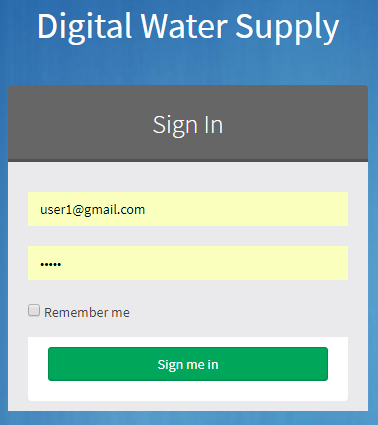 Digital Water Supply
Sign In
user1@gmail.com
•••••
Remember me
Sign me in